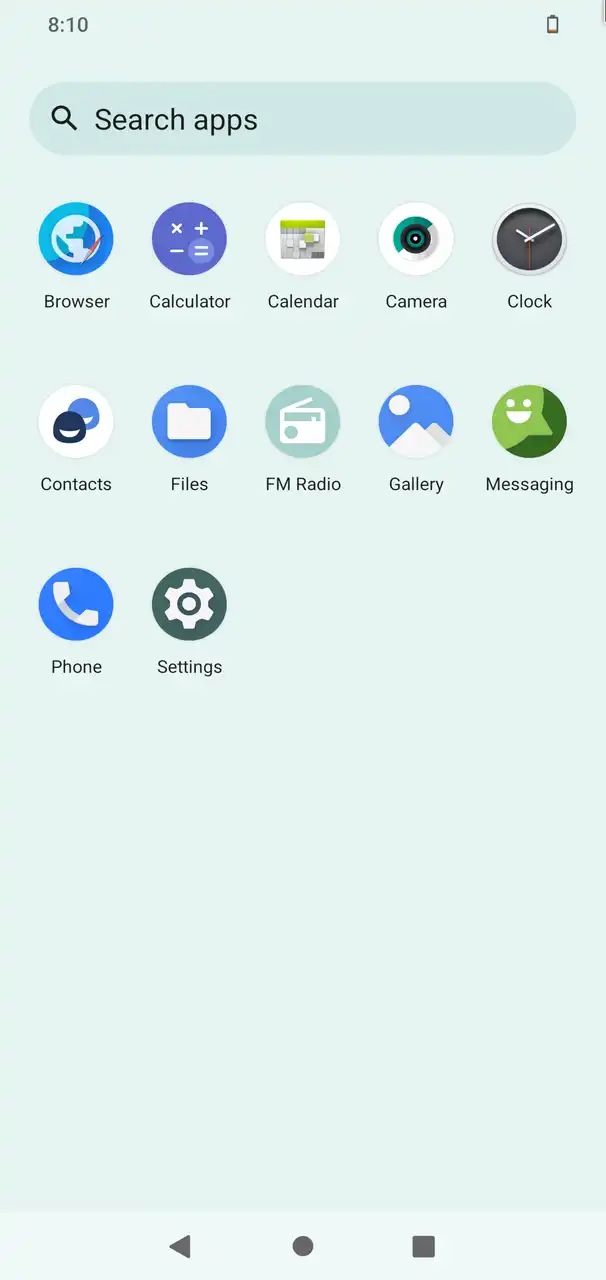 8:10
Search apps
Browser Calculator Calendar Camera Clock
Contacts Files FM Radio Gallery Messaging
Phone Settings